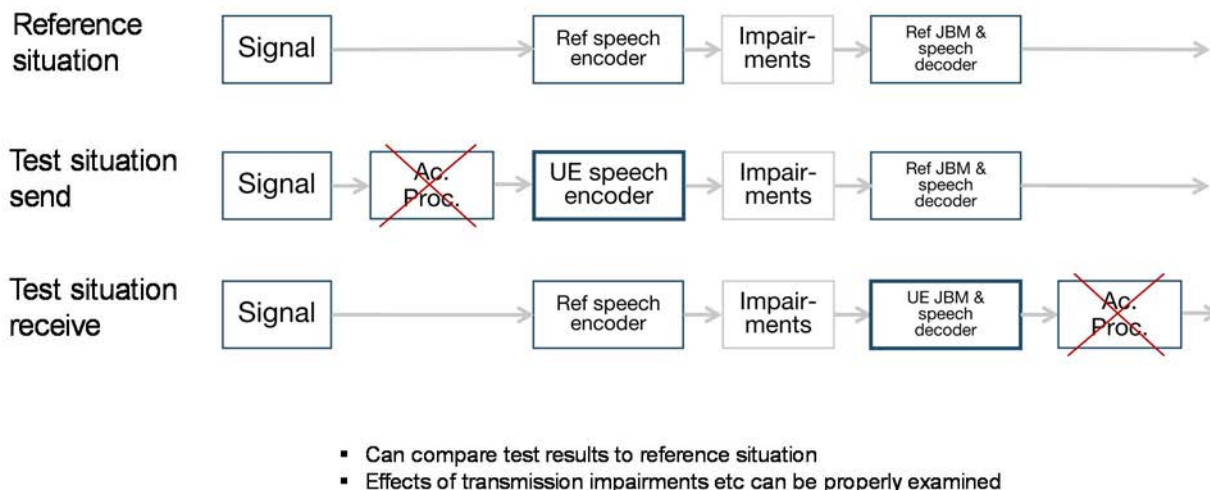 Reference
situation
Signal
Ref speech
encoder
Impair-
ments
Ref JBM &
speech
decoder
Test situation
send
Signal
Ac.
Proc.
UE speech
encoder
Impair-
ments
Ref JBM &
speech
decoder
Test situation
receive
Signal
Ref speech
encoder
Impair-
ments
UE JBM &
speech
decoder
Ac.
Proc.
▪ Can compare test results to reference situation
▪ Effects of transmission impairments etc can be properly examined